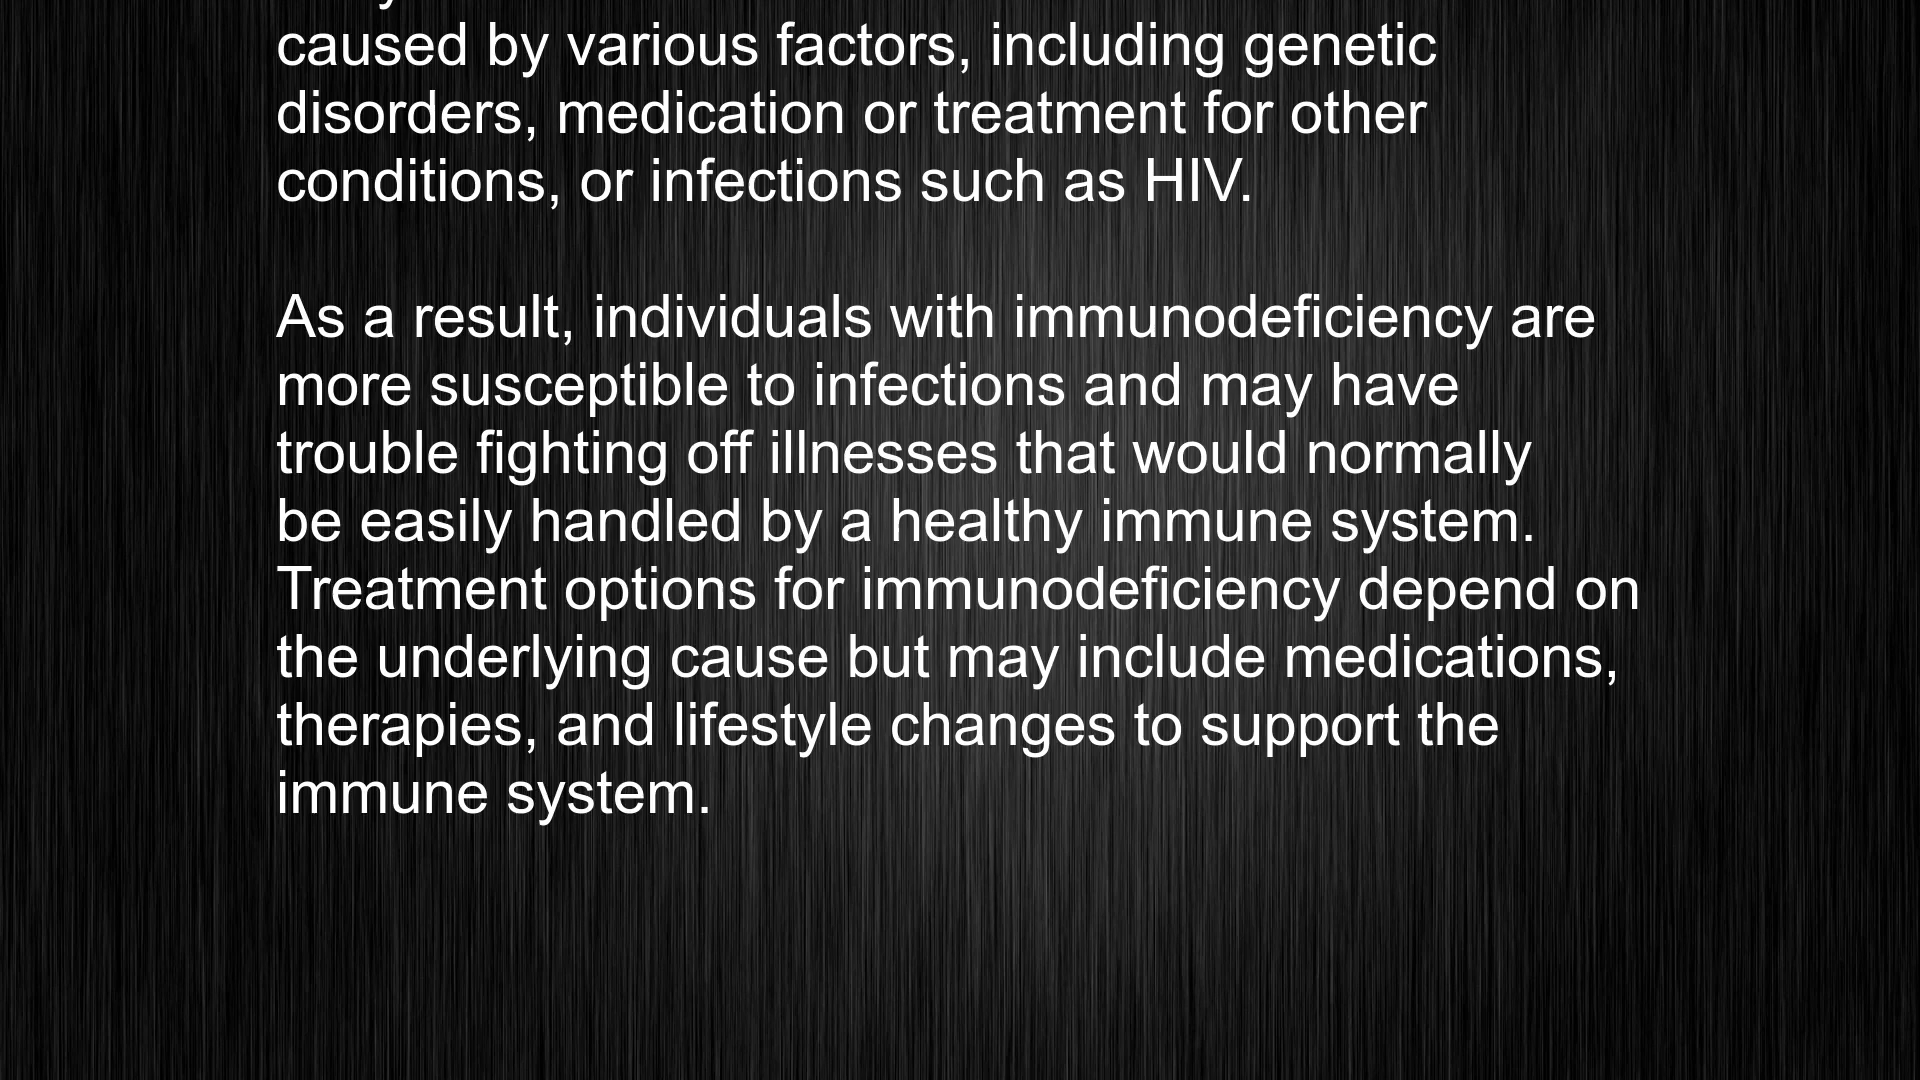 caused by various factors, including genetic
disorders, medication or treatment for other
conditions, or infections such as HIV.
As a result, individuals with immunodeficiency are
more susceptible to infections and may have
trouble fighting off illnesses that would normally
be easily handled by a healthy immune system.
Treatment options for immunodeficiency depend on
the underlying cause but may include medications,
therapies, and lifestyle changes to support the
immune system.